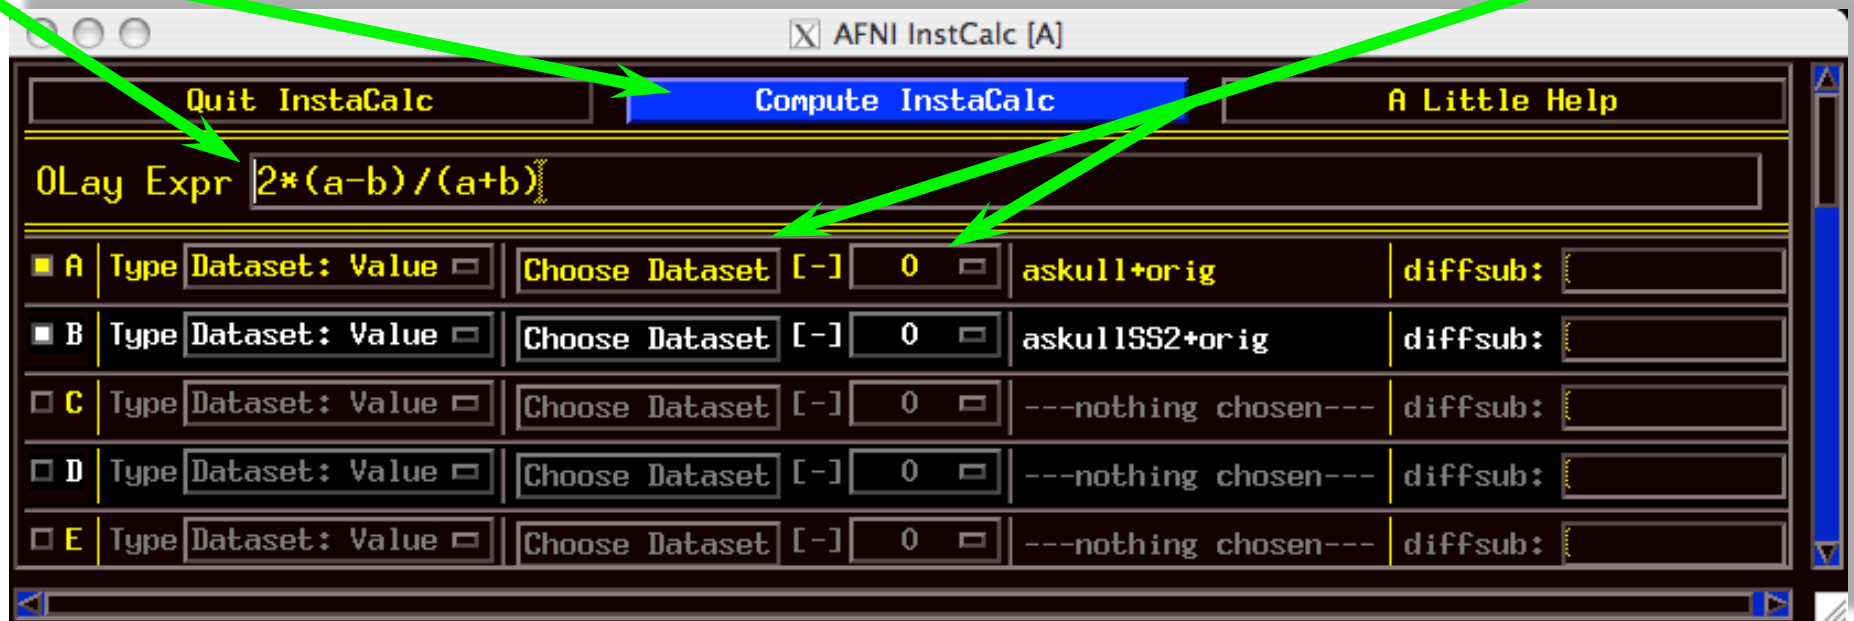 X AFNI InstCalc [A]
Quit InstaCalc Compute InstaCalc A Little Help
OLay Expr 2*(a-b)/(a+b)
A Type Dataset: Value Choose Dataset [-] 0 askull+orig diffsub:
B Type Dataset: Value Choose Dataset [-] 0 askullSS2+orig diffsub:
C Type Dataset: Value Choose Dataset [-] 0 ---nothing chosen--- diffsub:
D Type Dataset: Value Choose Dataset [-] 0 ---nothing chosen--- diffsub:
E Type Dataset: Value Choose Dataset [-] 0 ---nothing chosen--- diffsub: